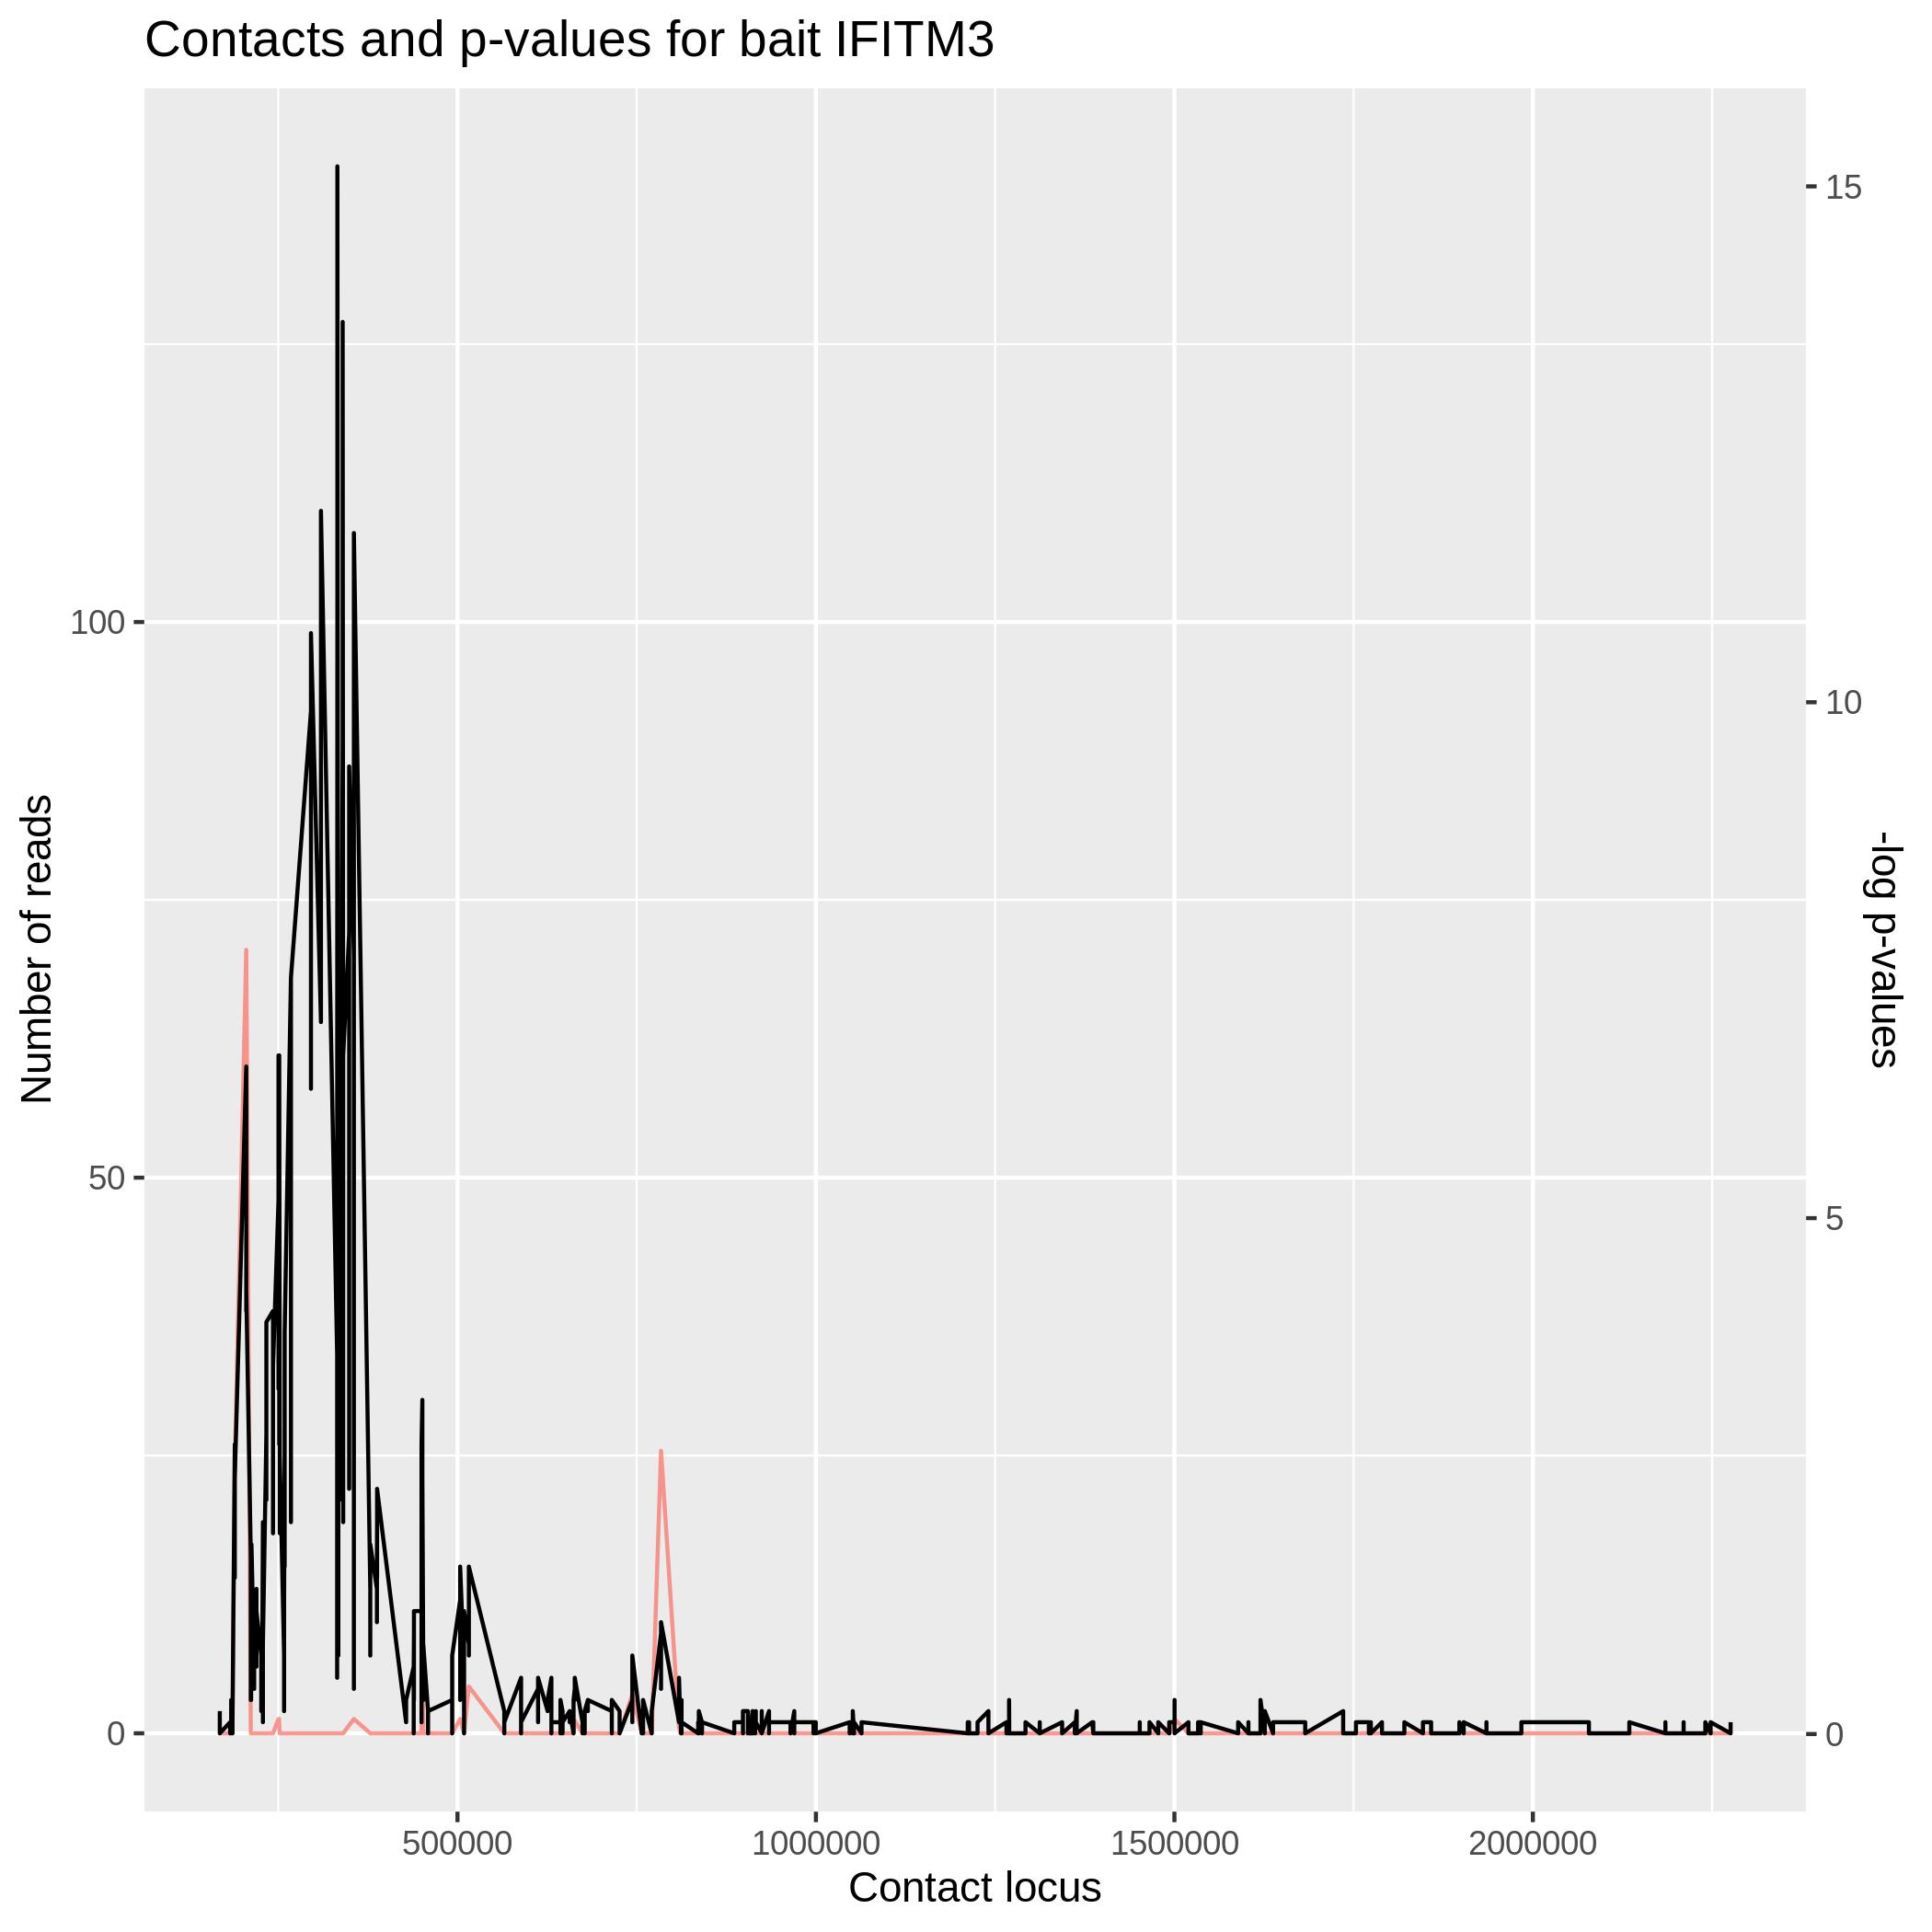 Contacts and p-values for bait IFITM3
Number of reads
100
50
0
15
10
5
0
-log p-values
500000
1000000
1500000
2000000
Contact locus